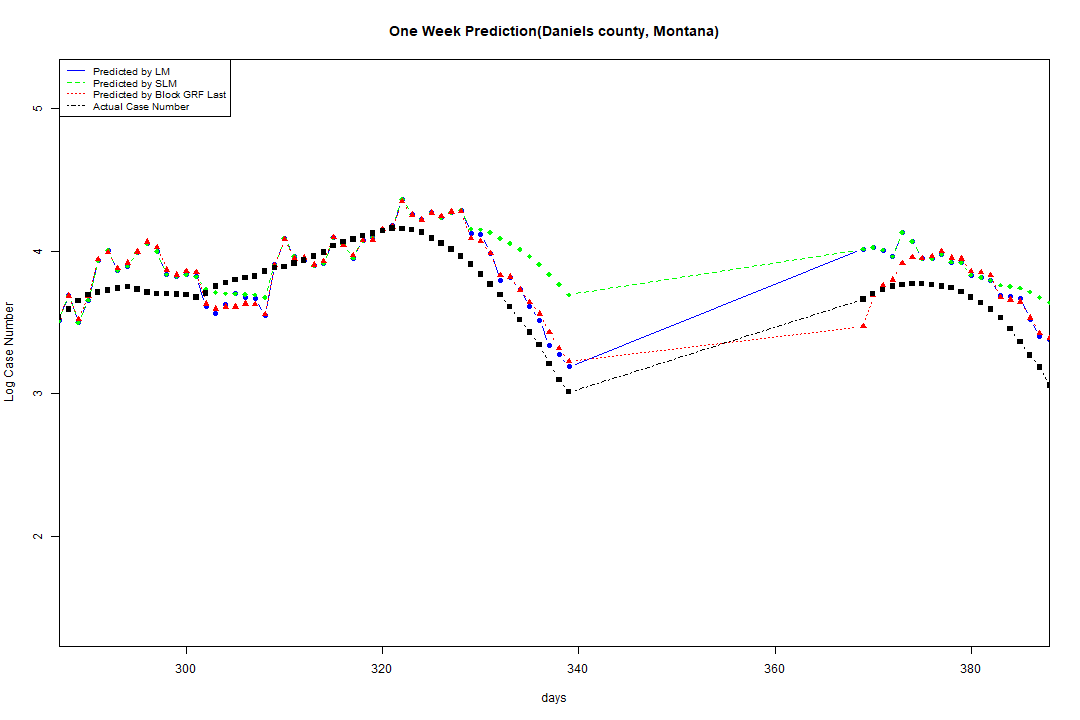 One Week Prediction(Daniels county, Montana)
Predicted by LM
Predicted by SLM
Predicted by Block GRF Last
Actual Case Number
5
4
3
2
Log Case Number
300 320 340 360 380
days